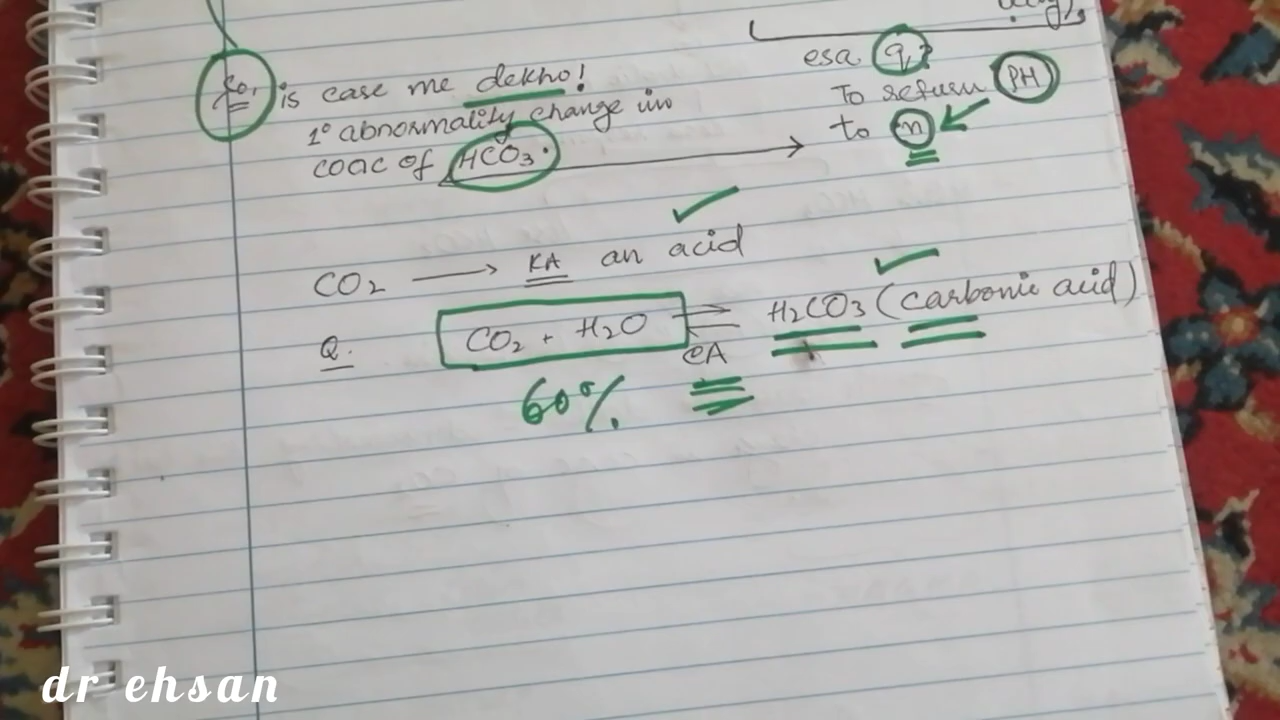 So, is case me dekho!
1° abnormality change in
conc of HCO3⁻
esa q?
To return PH
to n
CO2 → KA an acid
Q. CO2 + H2O ⇌ H2CO3 (carbonic acid)
CA
60%
dr ehsan